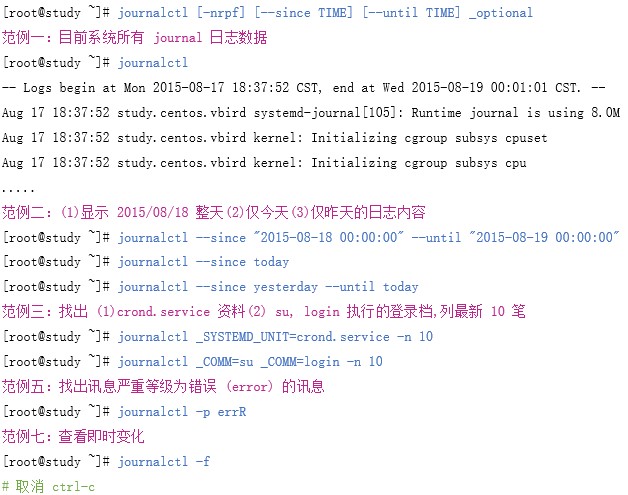 [root@study ~]# journalctl [-nrpf] [--since TIME] [--until TIME] _optional
范例一：目前系统所有 journal 日志数据
[root@study ~]# journalctl
-- Logs begin at Mon 2015-08-17 18:37:52 CST, end at Wed 2015-08-19 00:01:01 CST. --
Aug 17 18:37:52 study.centos.vbird systemd-journal[105]: Runtime journal is using 8.0M
Aug 17 18:37:52 study.centos.vbird kernel: Initializing cgroup subsys cpuset
Aug 17 18:37:52 study.centos.vbird kernel: Initializing cgroup subsys cpu
.....
范例二：(1)显示 2015/08/18 整天(2)仅今天(3)仅昨天的日志内容
[root@study ~]# journalctl --since "2015-08-18 00:00:00" --until "2015-08-19 00:00:00"
[root@study ~]# journalctl --since today
[root@study ~]# journalctl --since yesterday --until today
范例三：找出 (1)crond.service 资料(2) su, login 执行的登录档,列最新 10 笔
[root@study ~]# journalctl _SYSTEMD_UNIT=crond.service -n 10
[root@study ~]# journalctl _COMM=su _COMM=login -n 10
范例五：找出讯息严重等级为错误 (error) 的讯息
[root@study ~]# journalctl -p errR
范例七：查看即时变化
[root@study ~]# journalctl -f
# 取消 ctrl-c